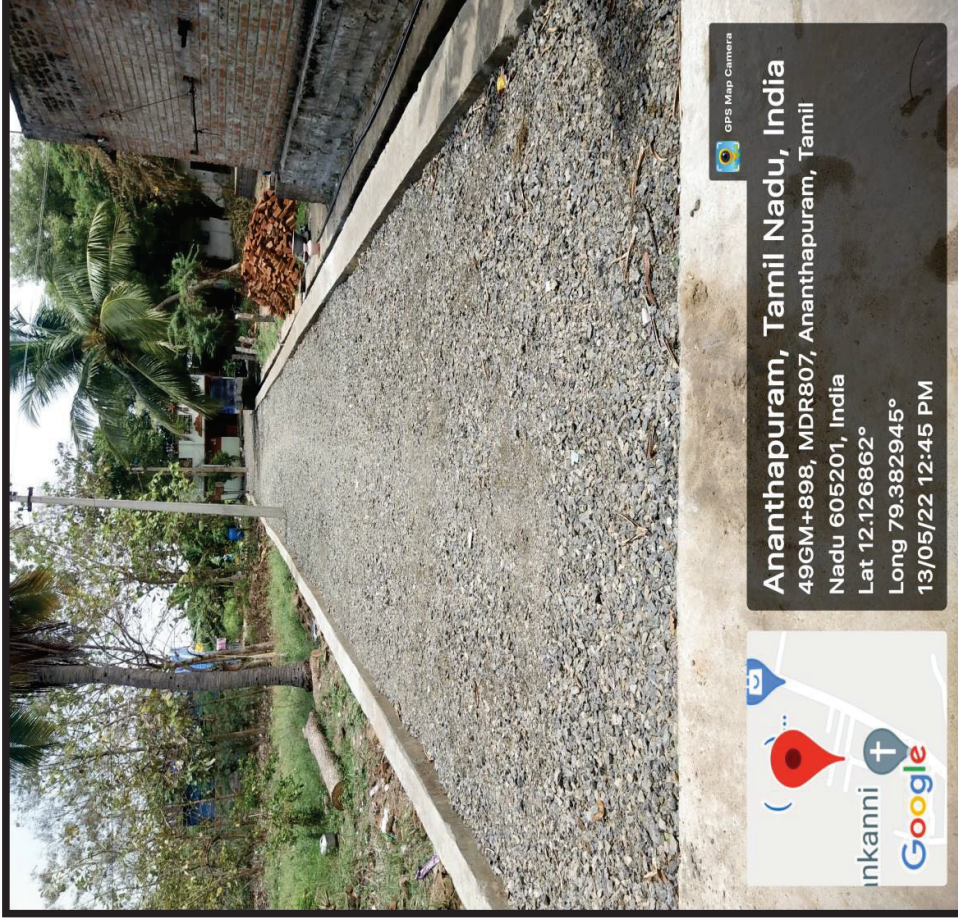 GPS Map Camera
Ananthapuram, Tamil Nadu, India
49GM+898, MDR807, Ananthapuram, Tamil
Nadu 605201, India
Lat 12.126862°
Long 79.382945°
13/05/22 12:45 PM
nkanni
Google